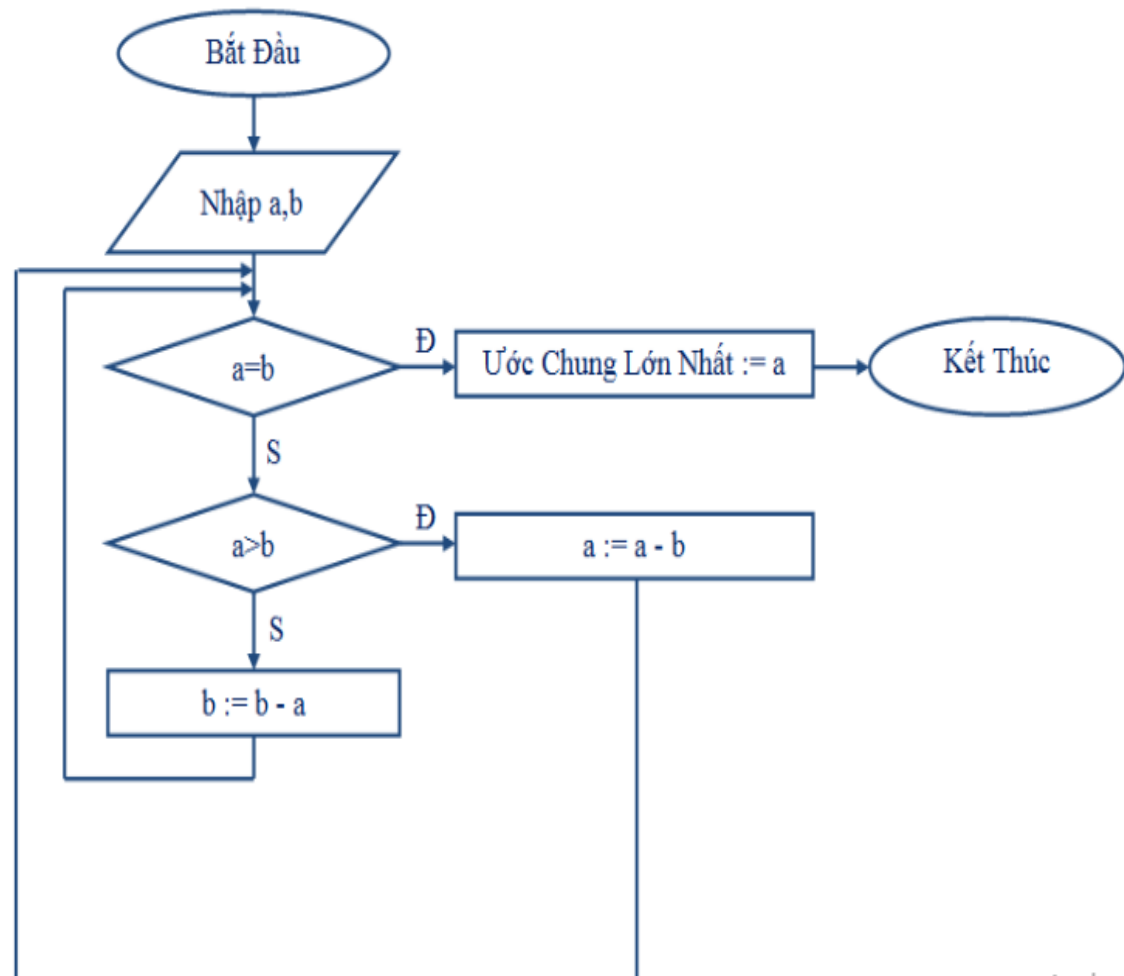 Bắt Đầu
Nhập a,b
a=b
Đ
Ước Chung Lớn Nhất := a
Kết Thúc
S
a>b
Đ
a := a - b
S
b := b - a